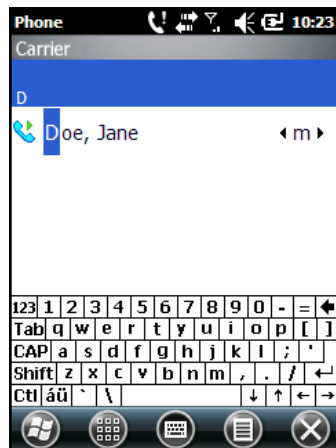 Phone 10:23
Carrier
D
Doe, Jane m
123 1 2 3 4 5 6 7 8 9 0 - =
Tab q w e r t y u i o p [ ]
CAP a s d f g h j k l ; '
Shift z x c v b n m , . /
Ctl áü ` \